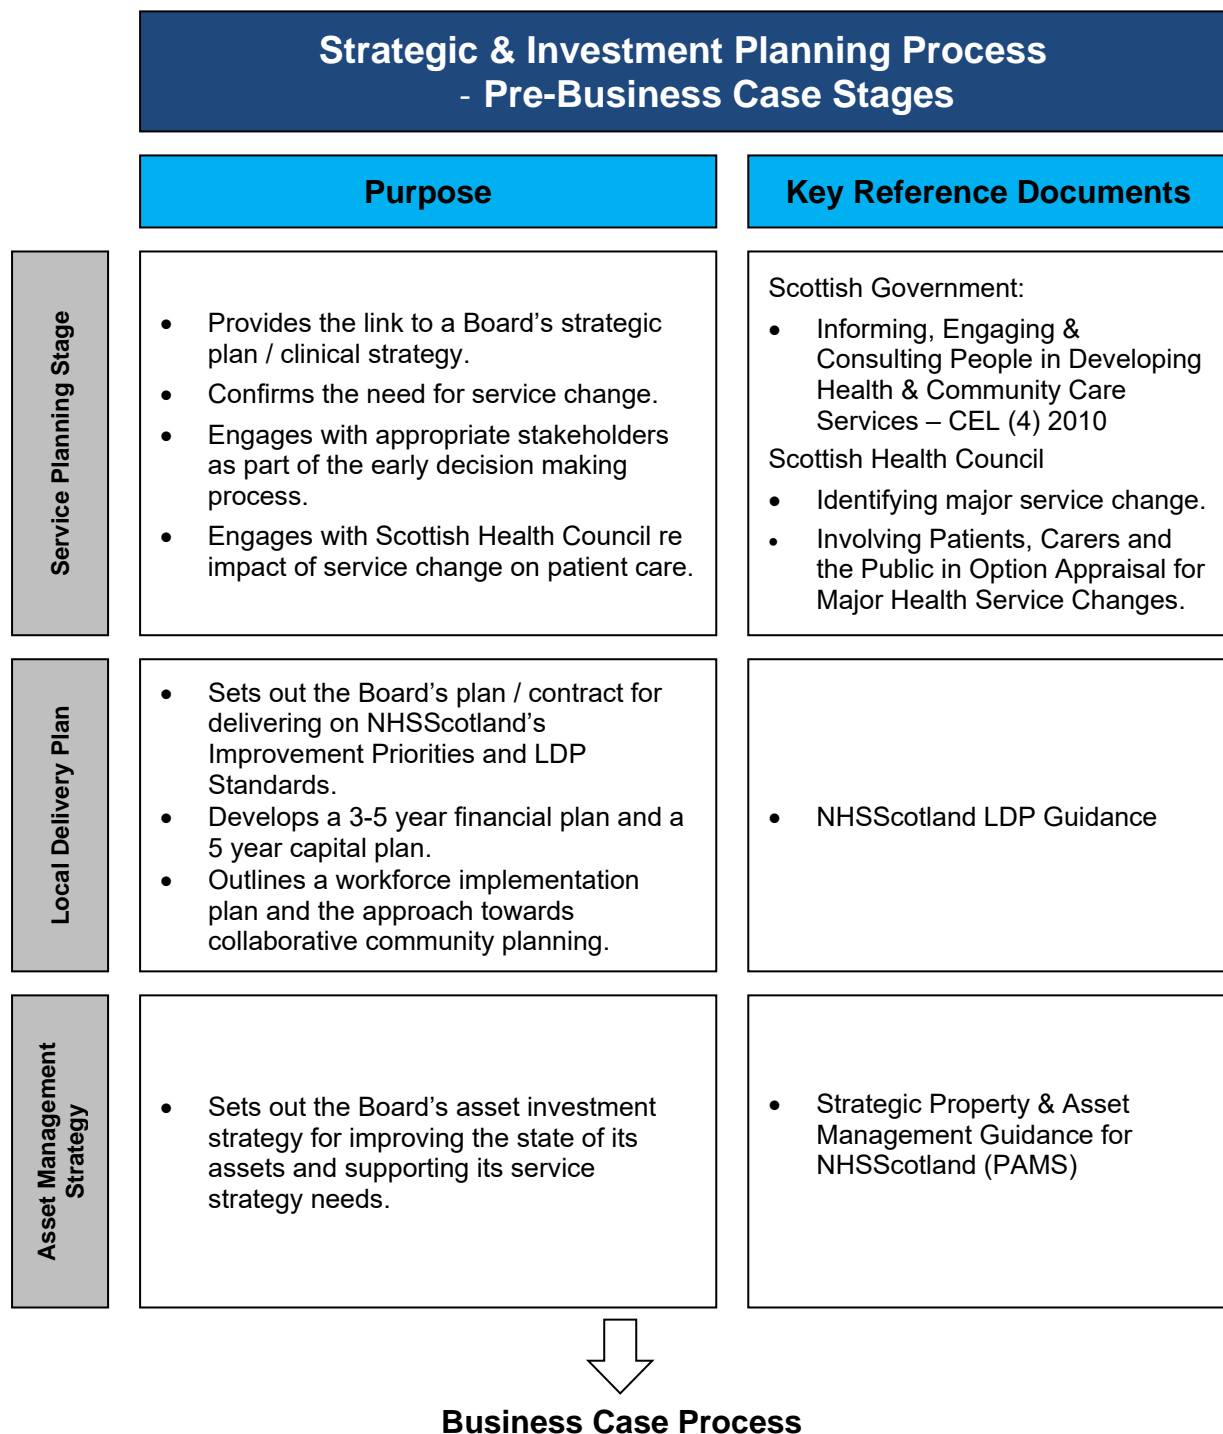 Strategic & Investment Planning Process
- Pre-Business Case Stages
Purpose
Key Reference Documents
Service Planning Stage
• Provides the link to a Board’s strategic
plan / clinical strategy.
• Confirms the need for service change.
• Engages with appropriate stakeholders
as part of the early decision making
process.
• Engages with Scottish Health Council re
impact of service change on patient care.
Scottish Government:
• Informing, Engaging &
Consulting People in Developing
Health & Community Care
Services – CEL (4) 2010
Scottish Health Council
• Identifying major service change.
• Involving Patients, Carers and
the Public in Option Appraisal for
Major Health Service Changes.
Local Delivery Plan
• Sets out the Board’s plan / contract for
delivering on NHSScotland’s
Improvement Priorities and LDP
Standards.
• Develops a 3-5 year financial plan and a
5 year capital plan.
• Outlines a workforce implementation
plan and the approach towards
collaborative community planning.
• NHSScotland LDP Guidance
Asset Management
Strategy
• Sets out the Board’s asset investment
strategy for improving the state of its
assets and supporting its service
strategy needs.
• Strategic Property & Asset
Management Guidance for
NHSScotland (PAMS)
Business Case Process